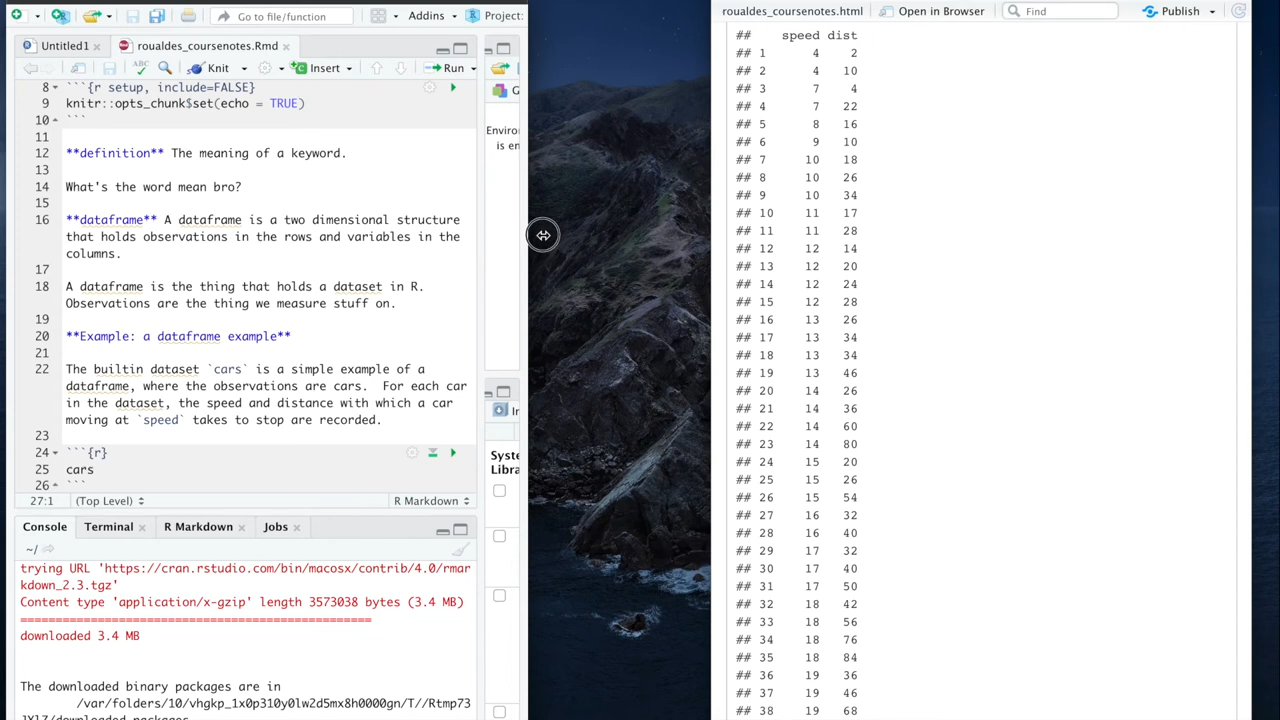 Go to file/function
Addins
Project:
Untitled1
roualdes_coursenotes.Rmd
ABC
Knit
Insert
Run
8 ```{r setup, include=FALSE}
9 knitr::opts_chunk$set(echo = TRUE)
10 ```
11
12 **definition** The meaning of a keyword.
13
14 What's the word mean bro?
15
16 **dataframe** A dataframe is a two dimensional structure
that holds observations in the rows and variables in the
columns.
17
18 A dataframe is the thing that holds a dataset in R.
Observations are the thing we measure stuff on.
19
20 **Example: a dataframe example**
21
22 The builtin dataset `cars` is a simple example of a
dataframe, where the observations are cars.  For each car
in the dataset, the speed and distance with which a car
moving at `speed` takes to stop are recorded.
23
24 ```{r}
25 cars
26 ```
27:1 (Top Level)
R Markdown
Console
Terminal
R Markdown
Jobs
~/
trying URL 'https://cran.rstudio.com/bin/macosx/contrib/4.0/rmar
kdown_2.3.tgz'
Content type 'application/x-gzip' length 3573038 bytes (3.4 MB)
==================================================
downloaded 3.4 MB
The downloaded binary packages are in
/var/folders/10/vhgkp_1x0p310y0lw2d5mx8h0000gn/T//Rtmp73
Environ
is en
Syste
Libra
roualdes_coursenotes.html
Open in Browser
Find
Publish
## speed dist
## 1 4 2
## 2 4 10
## 3 7 4
## 4 7 22
## 5 8 16
## 6 9 10
## 7 10 18
## 8 10 26
## 9 10 34
## 10 11 17
## 11 11 28
## 12 12 14
## 13 12 20
## 14 12 24
## 15 12 28
## 16 13 26
## 17 13 34
## 18 13 34
## 19 13 46
## 20 14 26
## 21 14 36
## 22 14 60
## 23 14 80
## 24 15 20
## 25 15 26
## 26 15 54
## 27 16 32
## 28 16 40
## 29 17 32
## 30 17 40
## 31 17 50
## 32 18 42
## 33 18 56
## 34 18 76
## 35 18 84
## 36 19 36
## 37 19 46
## 38 19 68